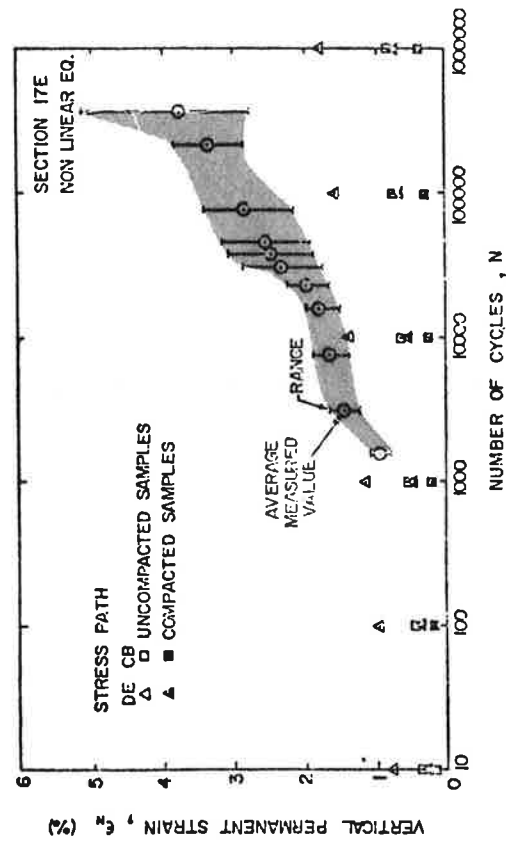 SECTION 17E
NON LINEAR EQ.
STRESS PATH
DE CB
△ □ UNCOMPACTED SAMPLES
▲ ■ COMPACTED SAMPLES
AVERAGE
MEASURED
VALUE
RANGE
VERTICAL PERMANENT STRAIN , ϵN (%)
6
5
4
3
2
1
0
10
100
1000
10000
100000
1000000
NUMBER OF CYCLES , N